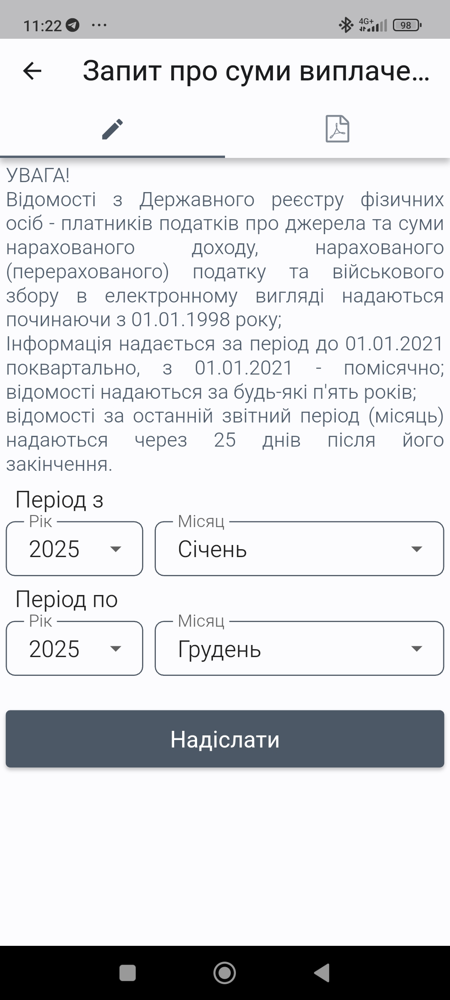 11:22
4G+
98
Запит про суми виплаче...
УВАГА!
Відомості з Державного реєстру фізичних
осіб - платників податків про джерела та суми
нарахованого доходу, нарахованого
(перерахованого) податку та військового
збору в електронному вигляді надаються
починаючи з 01.01.1998 року;
Інформація надається за період до 01.01.2021
поквартально, з 01.01.2021 - помісячно;
відомості надаються за будь-які п'ять років;
відомості за останній звітний період (місяць)
надаються через 25 днів після його
закінчення.
Період з
Рік
2025
Місяц
Січень
Період по
Рік
2025
Місяц
Грудень
Надіслати